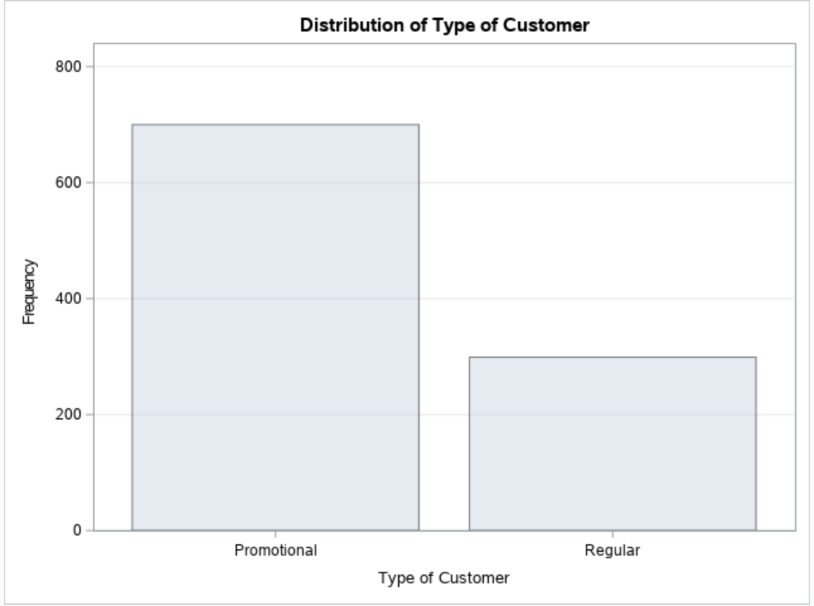 Distribution of Type of Customer
800
600
400
200
0
Frequency
Promotional Regular
Type of Customer